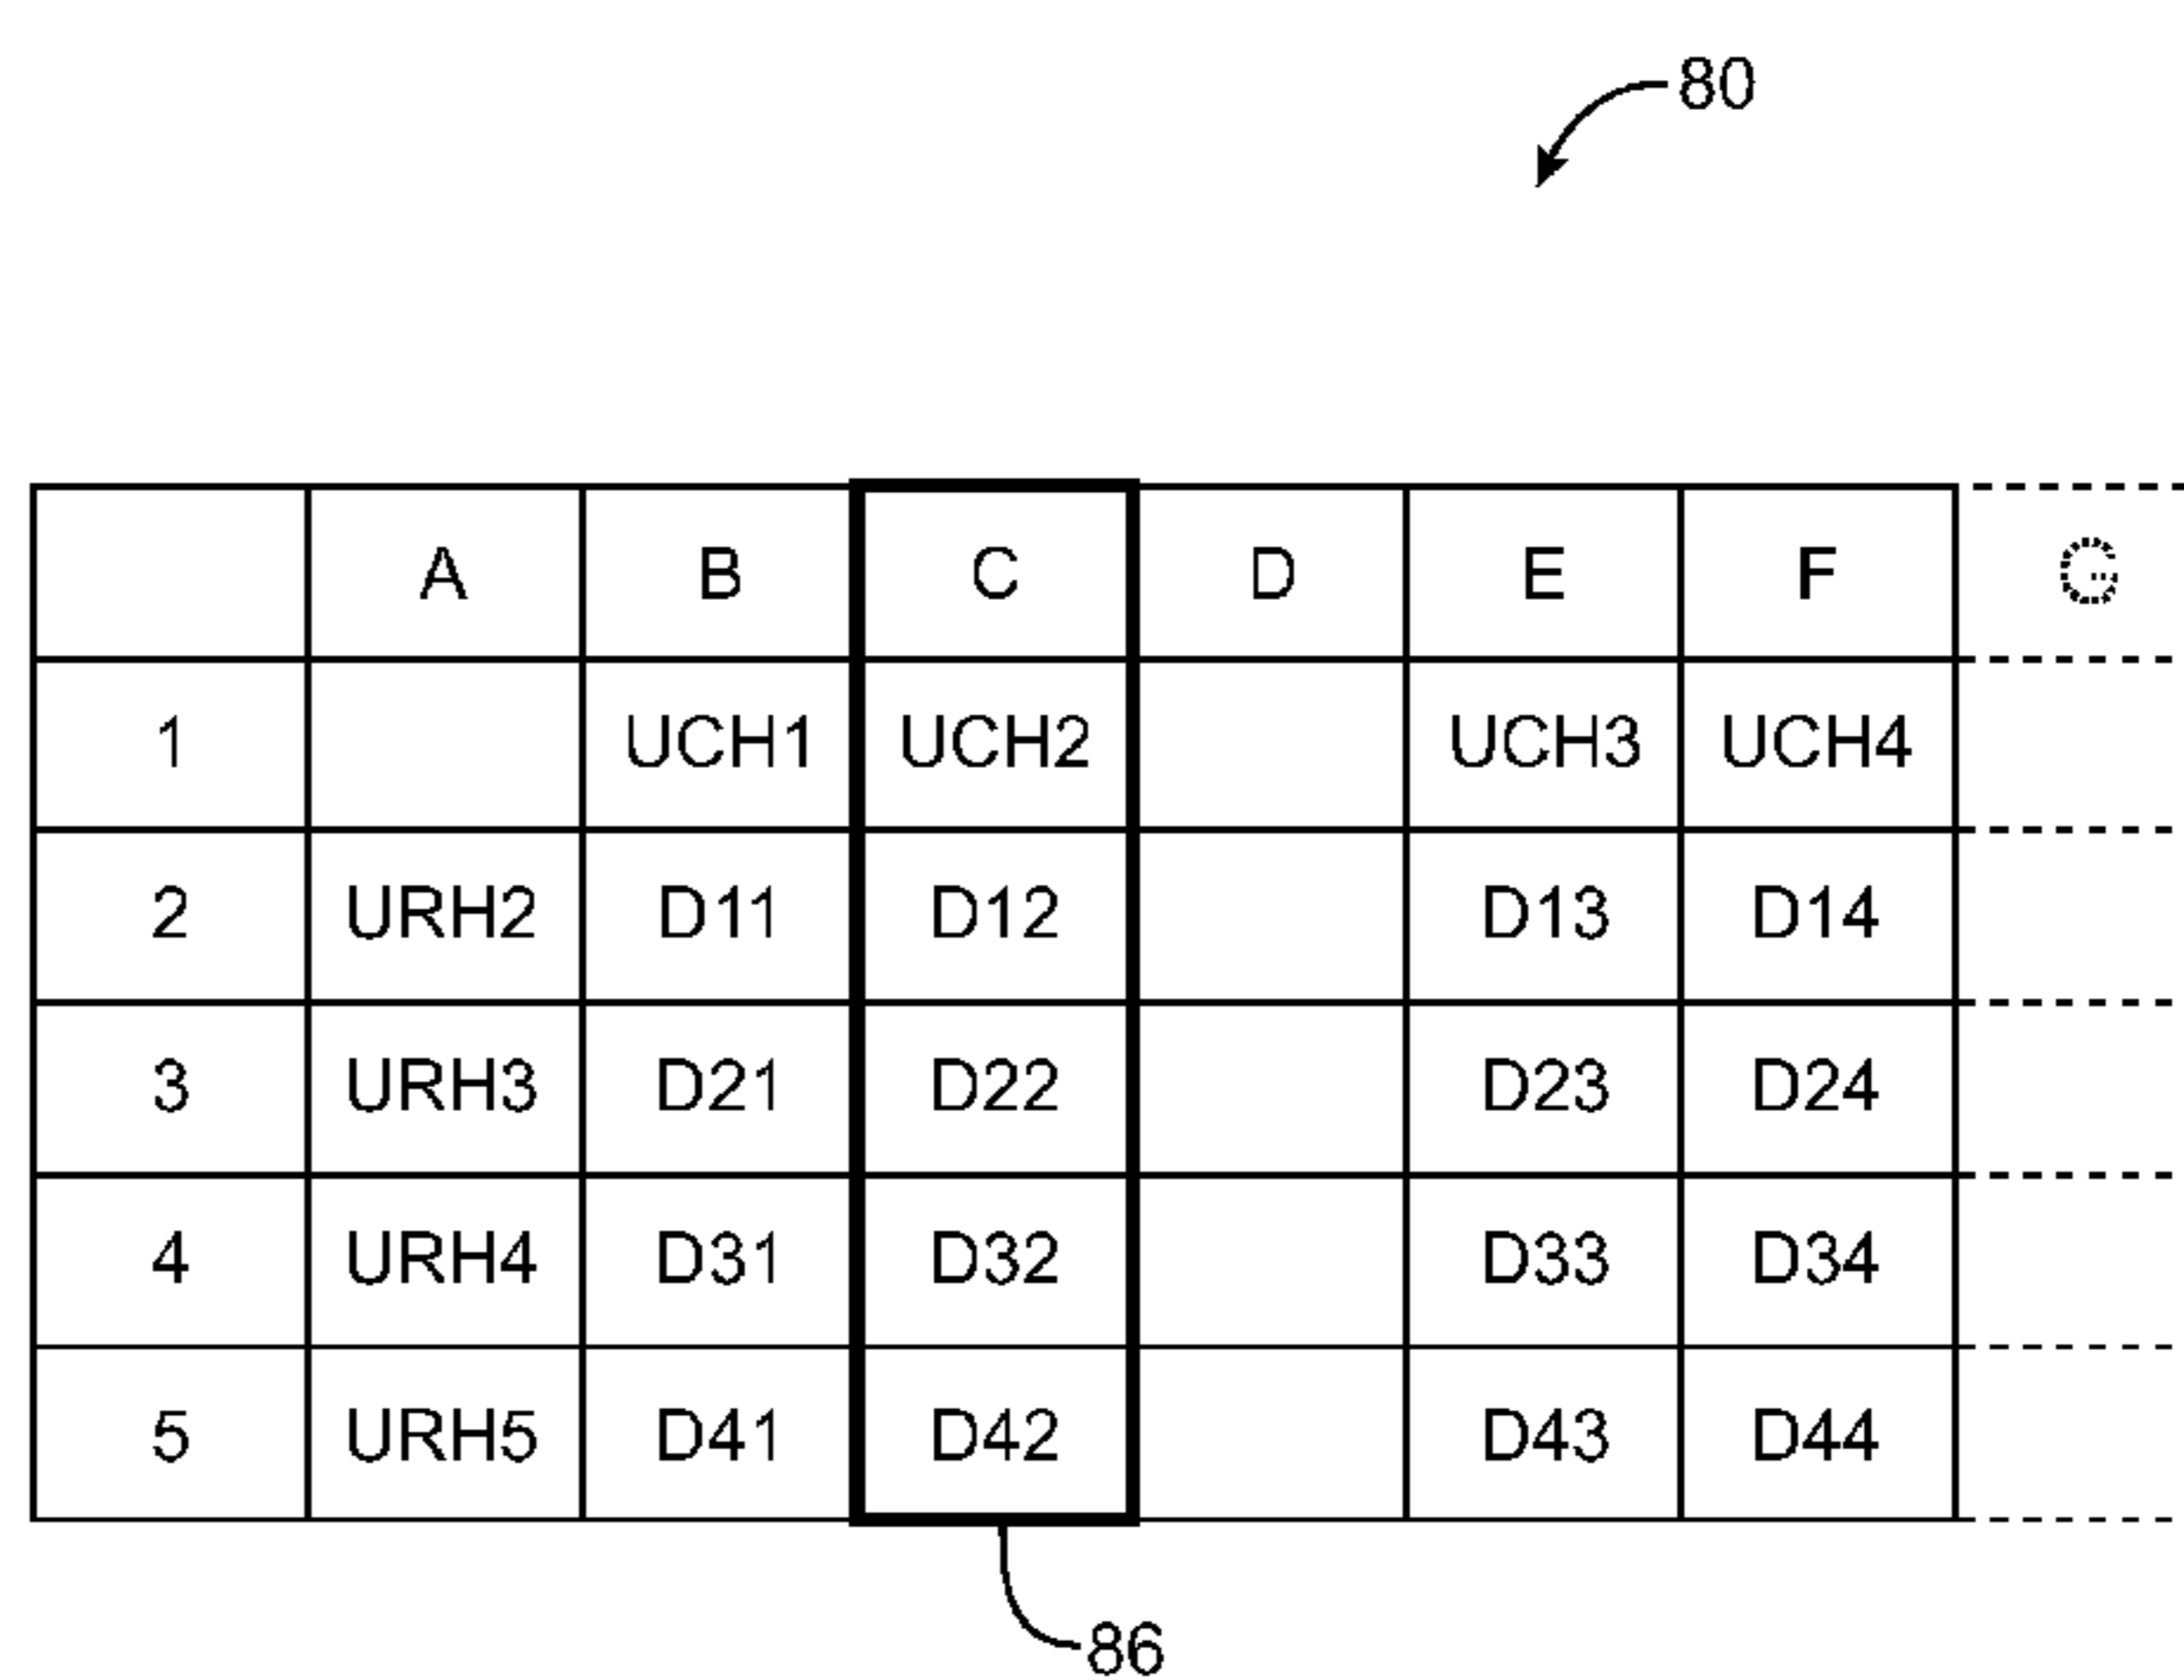 80
A B C D E F G
1 UCH1 UCH2 UCH3 UCH4
2 URH2 D11 D12 D13 D14
3 URH3 D21 D22 D23 D24
4 URH4 D31 D32 D33 D34
5 URH5 D41 D42 D43 D44
86